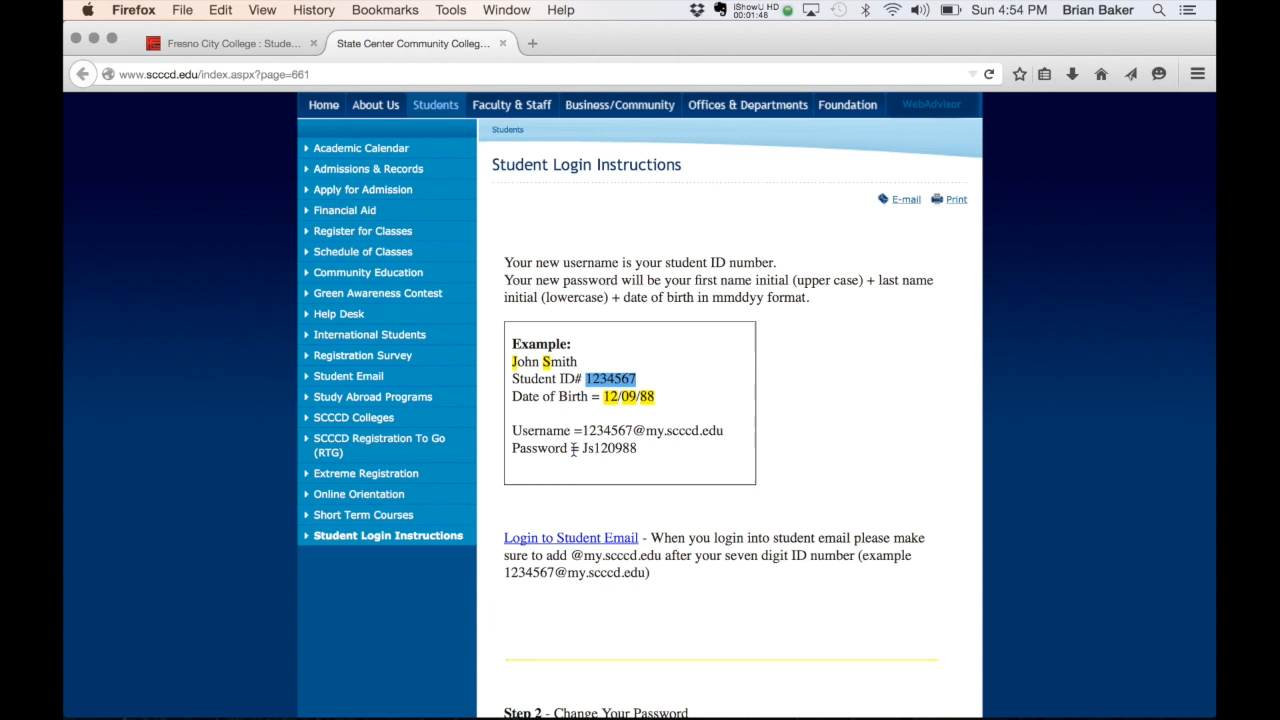 Firefox File Edit View History Bookmarks Tools Window Help iShowU HD 00:01:48 Sun 4:54 PM Brian Baker
Fresno City College : Stude... State Center Community Colleg...
www.scccd.edu/index.aspx?page=661
Home About Us Students Faculty & Staff Business/Community Offices & Departments Foundation WebAdvisor
Students
Academic Calendar
Admissions & Records
Apply for Admission
Financial Aid
Register for Classes
Schedule of Classes
Community Education
Green Awareness Contest
Help Desk
International Students
Registration Survey
Student Email
Study Abroad Programs
SCCCD Colleges
SCCCD Registration To Go
(RTG)
Extreme Registration
Online Orientation
Short Term Courses
Student Login Instructions
Student Login Instructions
E-mail Print
Your new username is your student ID number.
Your new password will be your first name initial (upper case) + last name
initial (lowercase) + date of birth in mmddyy format.
Example:
John Smith
Student ID# 1234567
Date of Birth = 12/09/88
Username =1234567@my.scccd.edu
Password = Js120988
Login to Student Email - When you login into student email please make
sure to add @my.scccd.edu after your seven digit ID number (example
1234567@my.scccd.edu)
Step 2 - Change Your Password